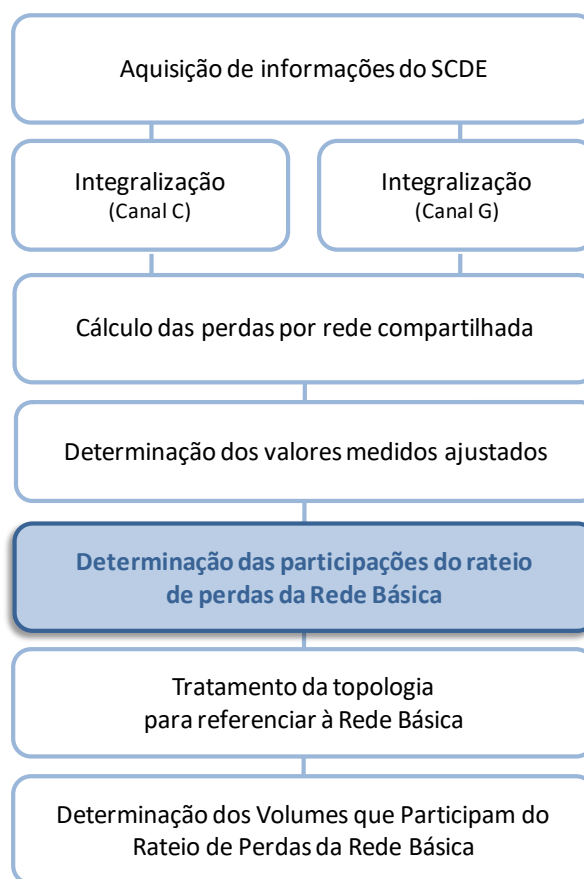 Aquisição de informações do SCDE
Integralização
(Canal C)
Integralização
(Canal G)
Cálculo das perdas por rede compartilhada
Determinação dos valores medidos ajustados
Determinação das participações do rateio
de perdas da Rede Básica
Tratamento da topologia
para referenciar à Rede Básica
Determinação dos Volumes que Participam do
Rateio de Perdas da Rede Básica